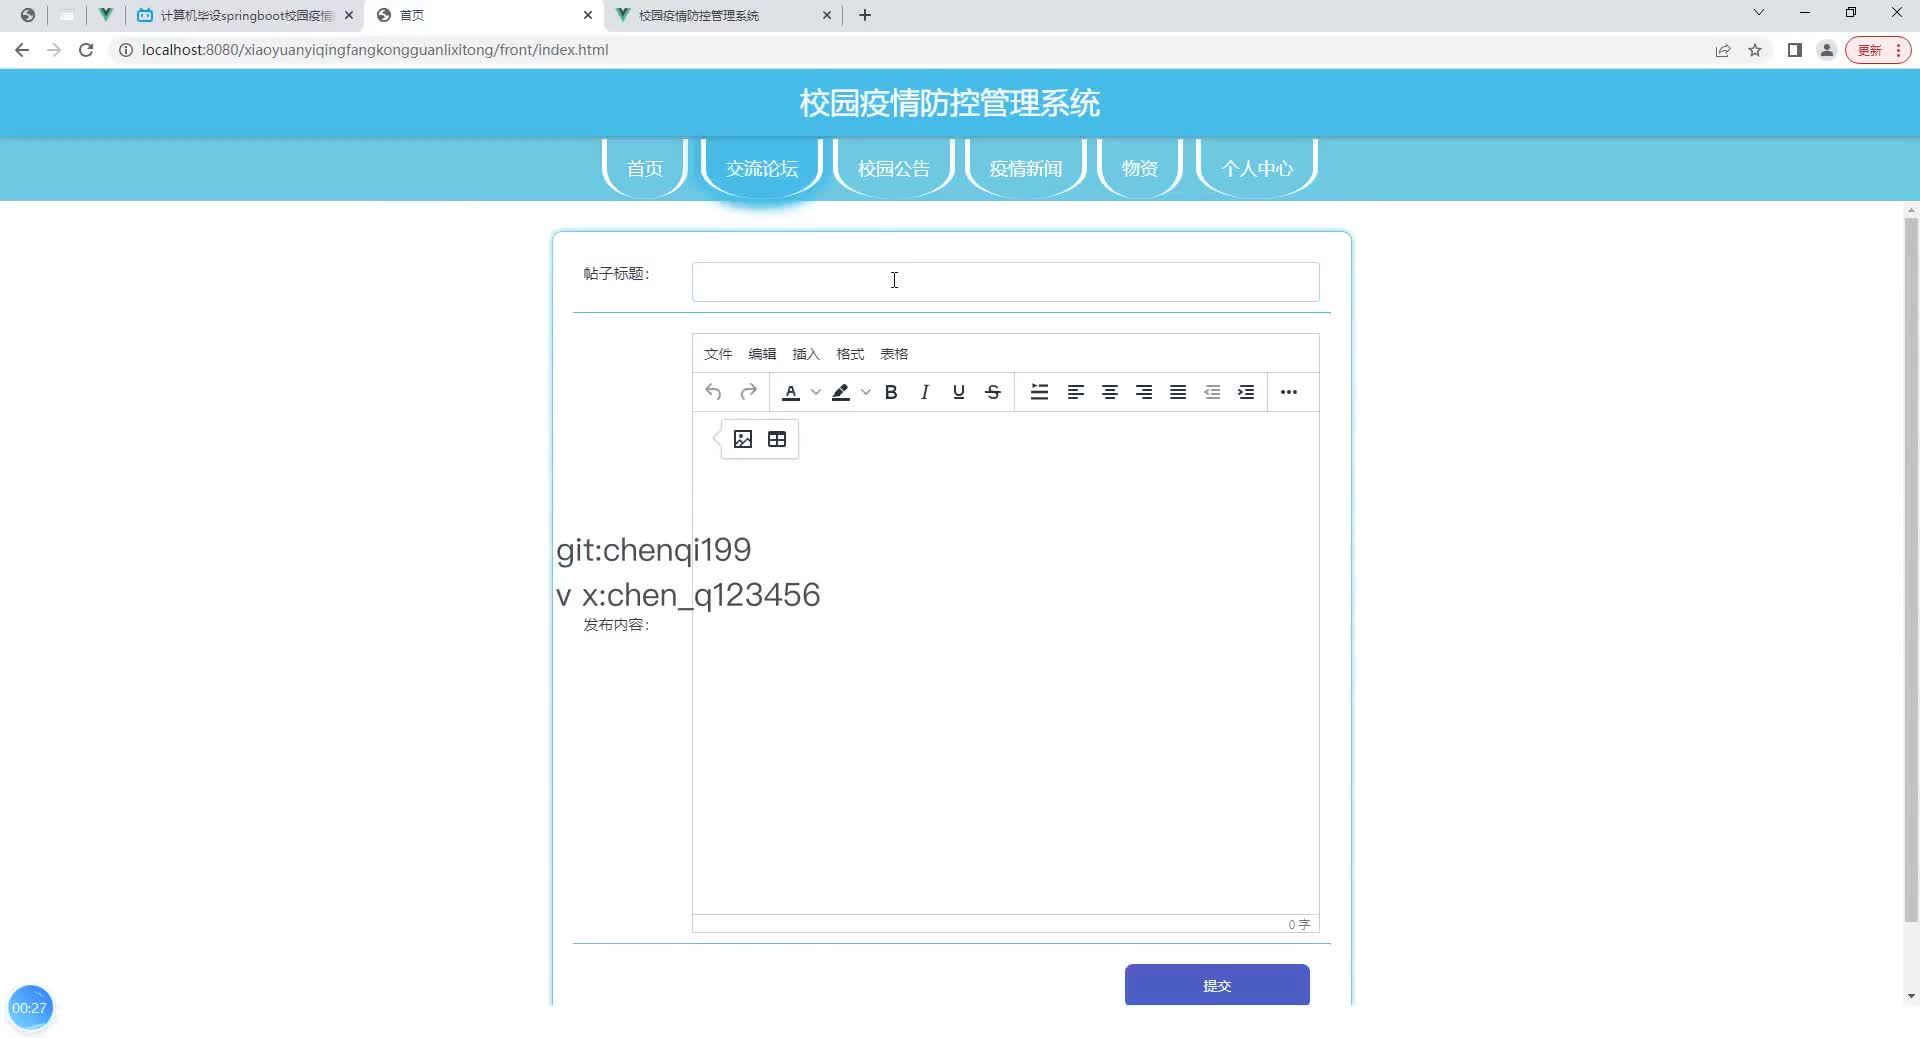 计算机毕设springboot校园疫情
首页
校园疫情防控管理系统
localhost:8080/xiaoyuanyiqingfangkongguanlixitong/front/index.html
更新
校园疫情防控管理系统
首页 交流论坛 校园公告 疫情新闻 物资 个人中心
帖子标题：
文件 编辑 插入 格式 表格
git:chenqi199
v x:chen_q123456
发布内容：
0 字
提交
00:27